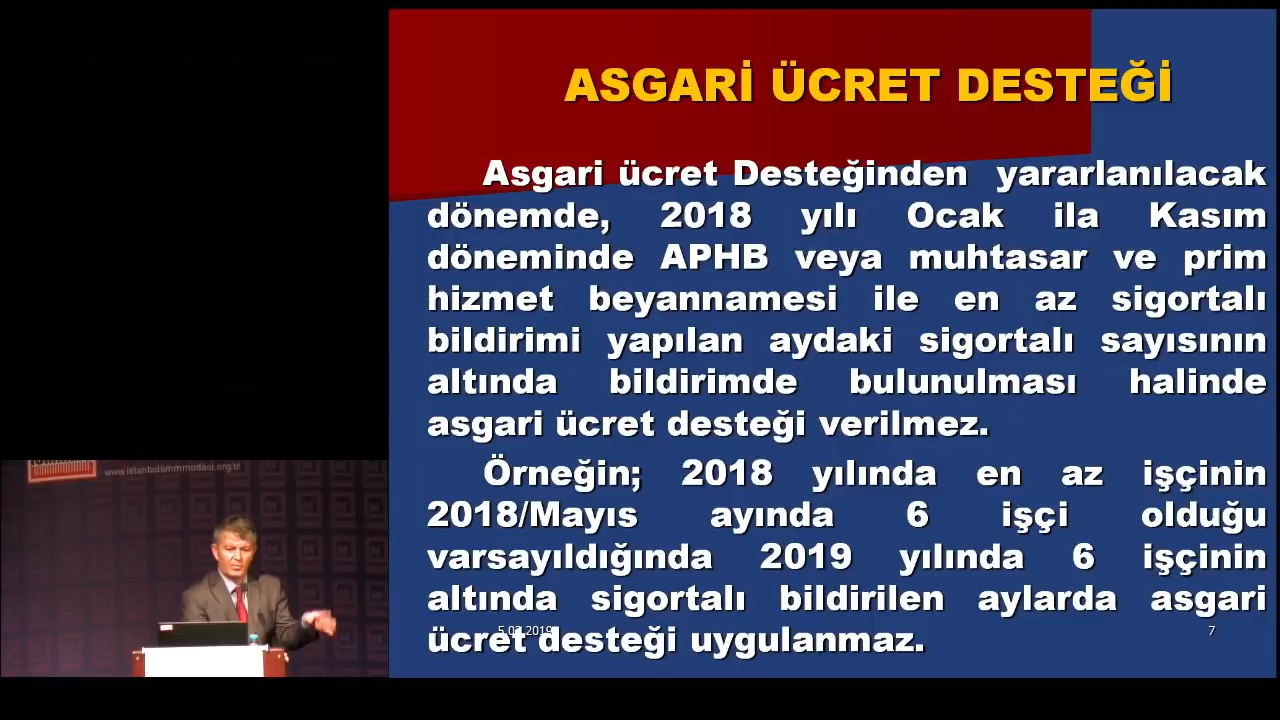 ASGARİ ÜCRET DESTEĞİ
Asgari ücret Desteğinden yararlanılacak
dönemde, 2018 yılı Ocak ila Kasım
döneminde APHB veya muhtasar ve prim
hizmet beyannamesi ile en az sigortalı
bildirimi yapılan aydaki sigortalı sayısının
altında bildirimde bulunulması halinde
asgari ücret desteği verilmez.
Örneğin; 2018 yılında en az işçinin
2018/Mayıs ayında 6 işçi olduğu
varsayıldığında 2019 yılında 6 işçinin
altında sigortalı bildirilen aylarda asgari
ücret desteği uygulanmaz.
7
www.istanbulsmmmodasi.org.tr